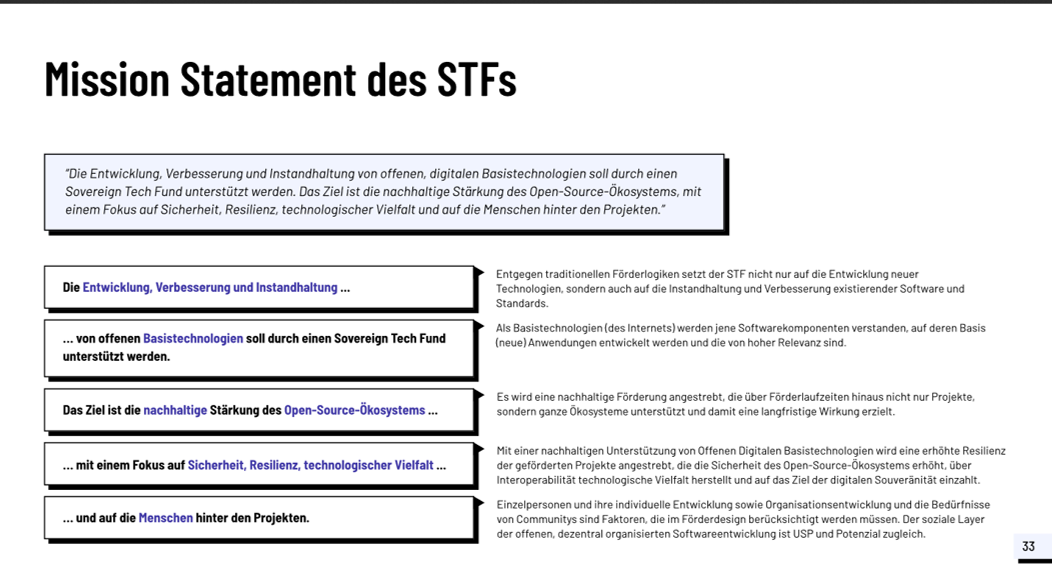 Mission Statement des STFs
"Die Entwicklung, Verbesserung und Instandhaltung von offenen, digitalen Basistechnologien soll durch einen
Sovereign Tech Fund unterstützt werden. Das Ziel ist die nachhaltige Stärkung des Open-Source-Ökosystems, mit
einem Fokus auf Sicherheit, Resilienz, technologischer Vielfalt und auf die Menschen hinter den Projekten."
Die Entwicklung, Verbesserung und Instandhaltung ...
Entgegen traditionellen Förderlogiken setzt der STF nicht nur auf die Entwicklung neuer
Technologien, sondern auch auf die Instandhaltung und Verbesserung existierender Software und
Standards.
... von offenen Basistechnologien soll durch einen Sovereign Tech Fund
unterstützt werden.
Als Basistechnologien (des Internets) werden jene Softwarekomponenten verstanden, auf deren Basis
(neue) Anwendungen entwickelt werden und die von hoher Relevanz sind.
Das Ziel ist die nachhaltige Stärkung des Open-Source-Ökosystems ...
Es wird eine nachhaltige Förderung angestrebt, die über Förderlaufzeiten hinaus nicht nur Projekte,
sondern ganze Ökosysteme unterstützt und damit eine langfristige Wirkung erzielt.
... mit einem Fokus auf Sicherheit, Resilienz, technologischer Vielfalt ...
Mit einer nachhaltigen Unterstützung von Offenen Digitalen Basistechnologien wird eine erhöhte Resilienz
der geförderten Projekte angestrebt, die die Sicherheit des Open-Source-Ökosystems erhöht, über
Interoperabilität technologische Vielfalt herstellt und auf das Ziel der digitalen Souveränität einzahlt.
... und auf die Menschen hinter den Projekten.
Einzelpersonen und ihre individuelle Entwicklung sowie Organisationsentwicklung und die Bedürfnisse
von Communitys sind Faktoren, die im Förderdesign berücksichtigt werden müssen. Der soziale Layer
der offenen, dezentral organisierten Softwareentwicklung ist USP und Potenzial zugleich.
33